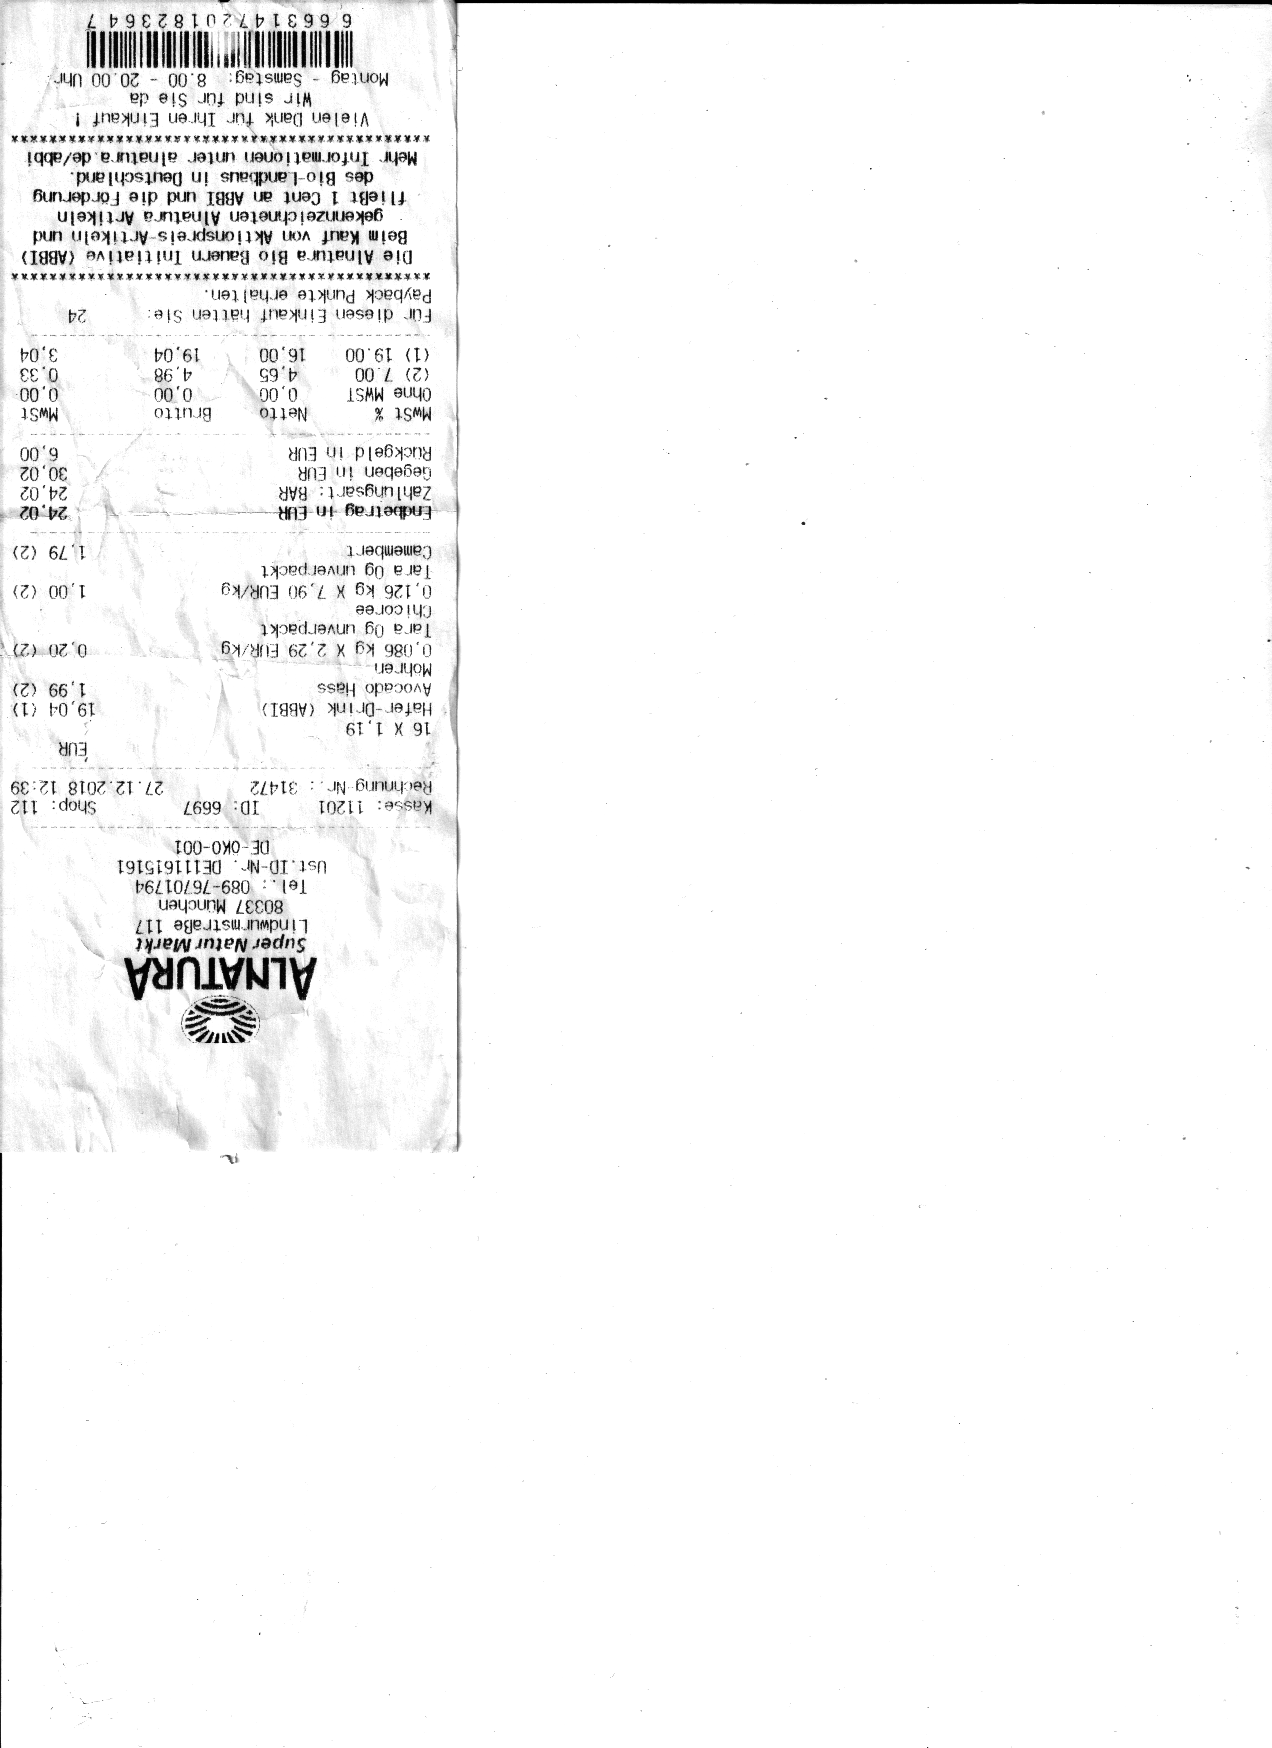 ALNATURA
Super Natur Markt
Lindwurmstraße 117
80337 München
Tel.: 089-76701794
Ust.ID-Nr. DE111615161
DE-ÖKO-001
Kasse: 11201 ID: 6697 Shop: 112
Rechnung Nr.: 31472 27.12.2018 12:39
EUR
16 X 1,19
Hafer-Drink (ABBI) 19,04 (1)
Avocado Hass 1,99 (2)
Möhren
0,086 kg X 2,29 EUR/kg 0,20 (2)
Tara 0g unverpackt
Chicoree
0,126 kg X 7,90 EUR/kg 1,00 (2)
Tara 0g unverpackt
Camembert 1,79 (2)
Endbetrag in EUR 24,02
Zahlungsart: BAR 24,02
Gegeben in EUR 30,02
Rückgeld in EUR 6,00
MwSt % Netto Brutto MwSt
Ohne MWST 0,00 0,00 0,00
(2) 7.00 4,65 4,98 0,33
(1) 19.00 16,00 19,04 3,04
Für diesen Einkauf hätten Sie: 24
Payback Punkte erhalten.
******************************************
Die Alnatura Bio Bauern Initiative (ABBI)
Beim Kauf von Aktionspreis-Artikeln und
gekennzeichneten Alnatura Artikeln
fließt 1 Cent an ABBI und die Förderung
des Bio-Landbaus in Deutschland.
Mehr Informationen unter alnatura.de/abbi
******************************************
Vielen Dank für Ihren Einkauf !
Wir sind für Sie da
Montag - Samstag: 8.00 - 20.00 Uhr
6 663147201823647